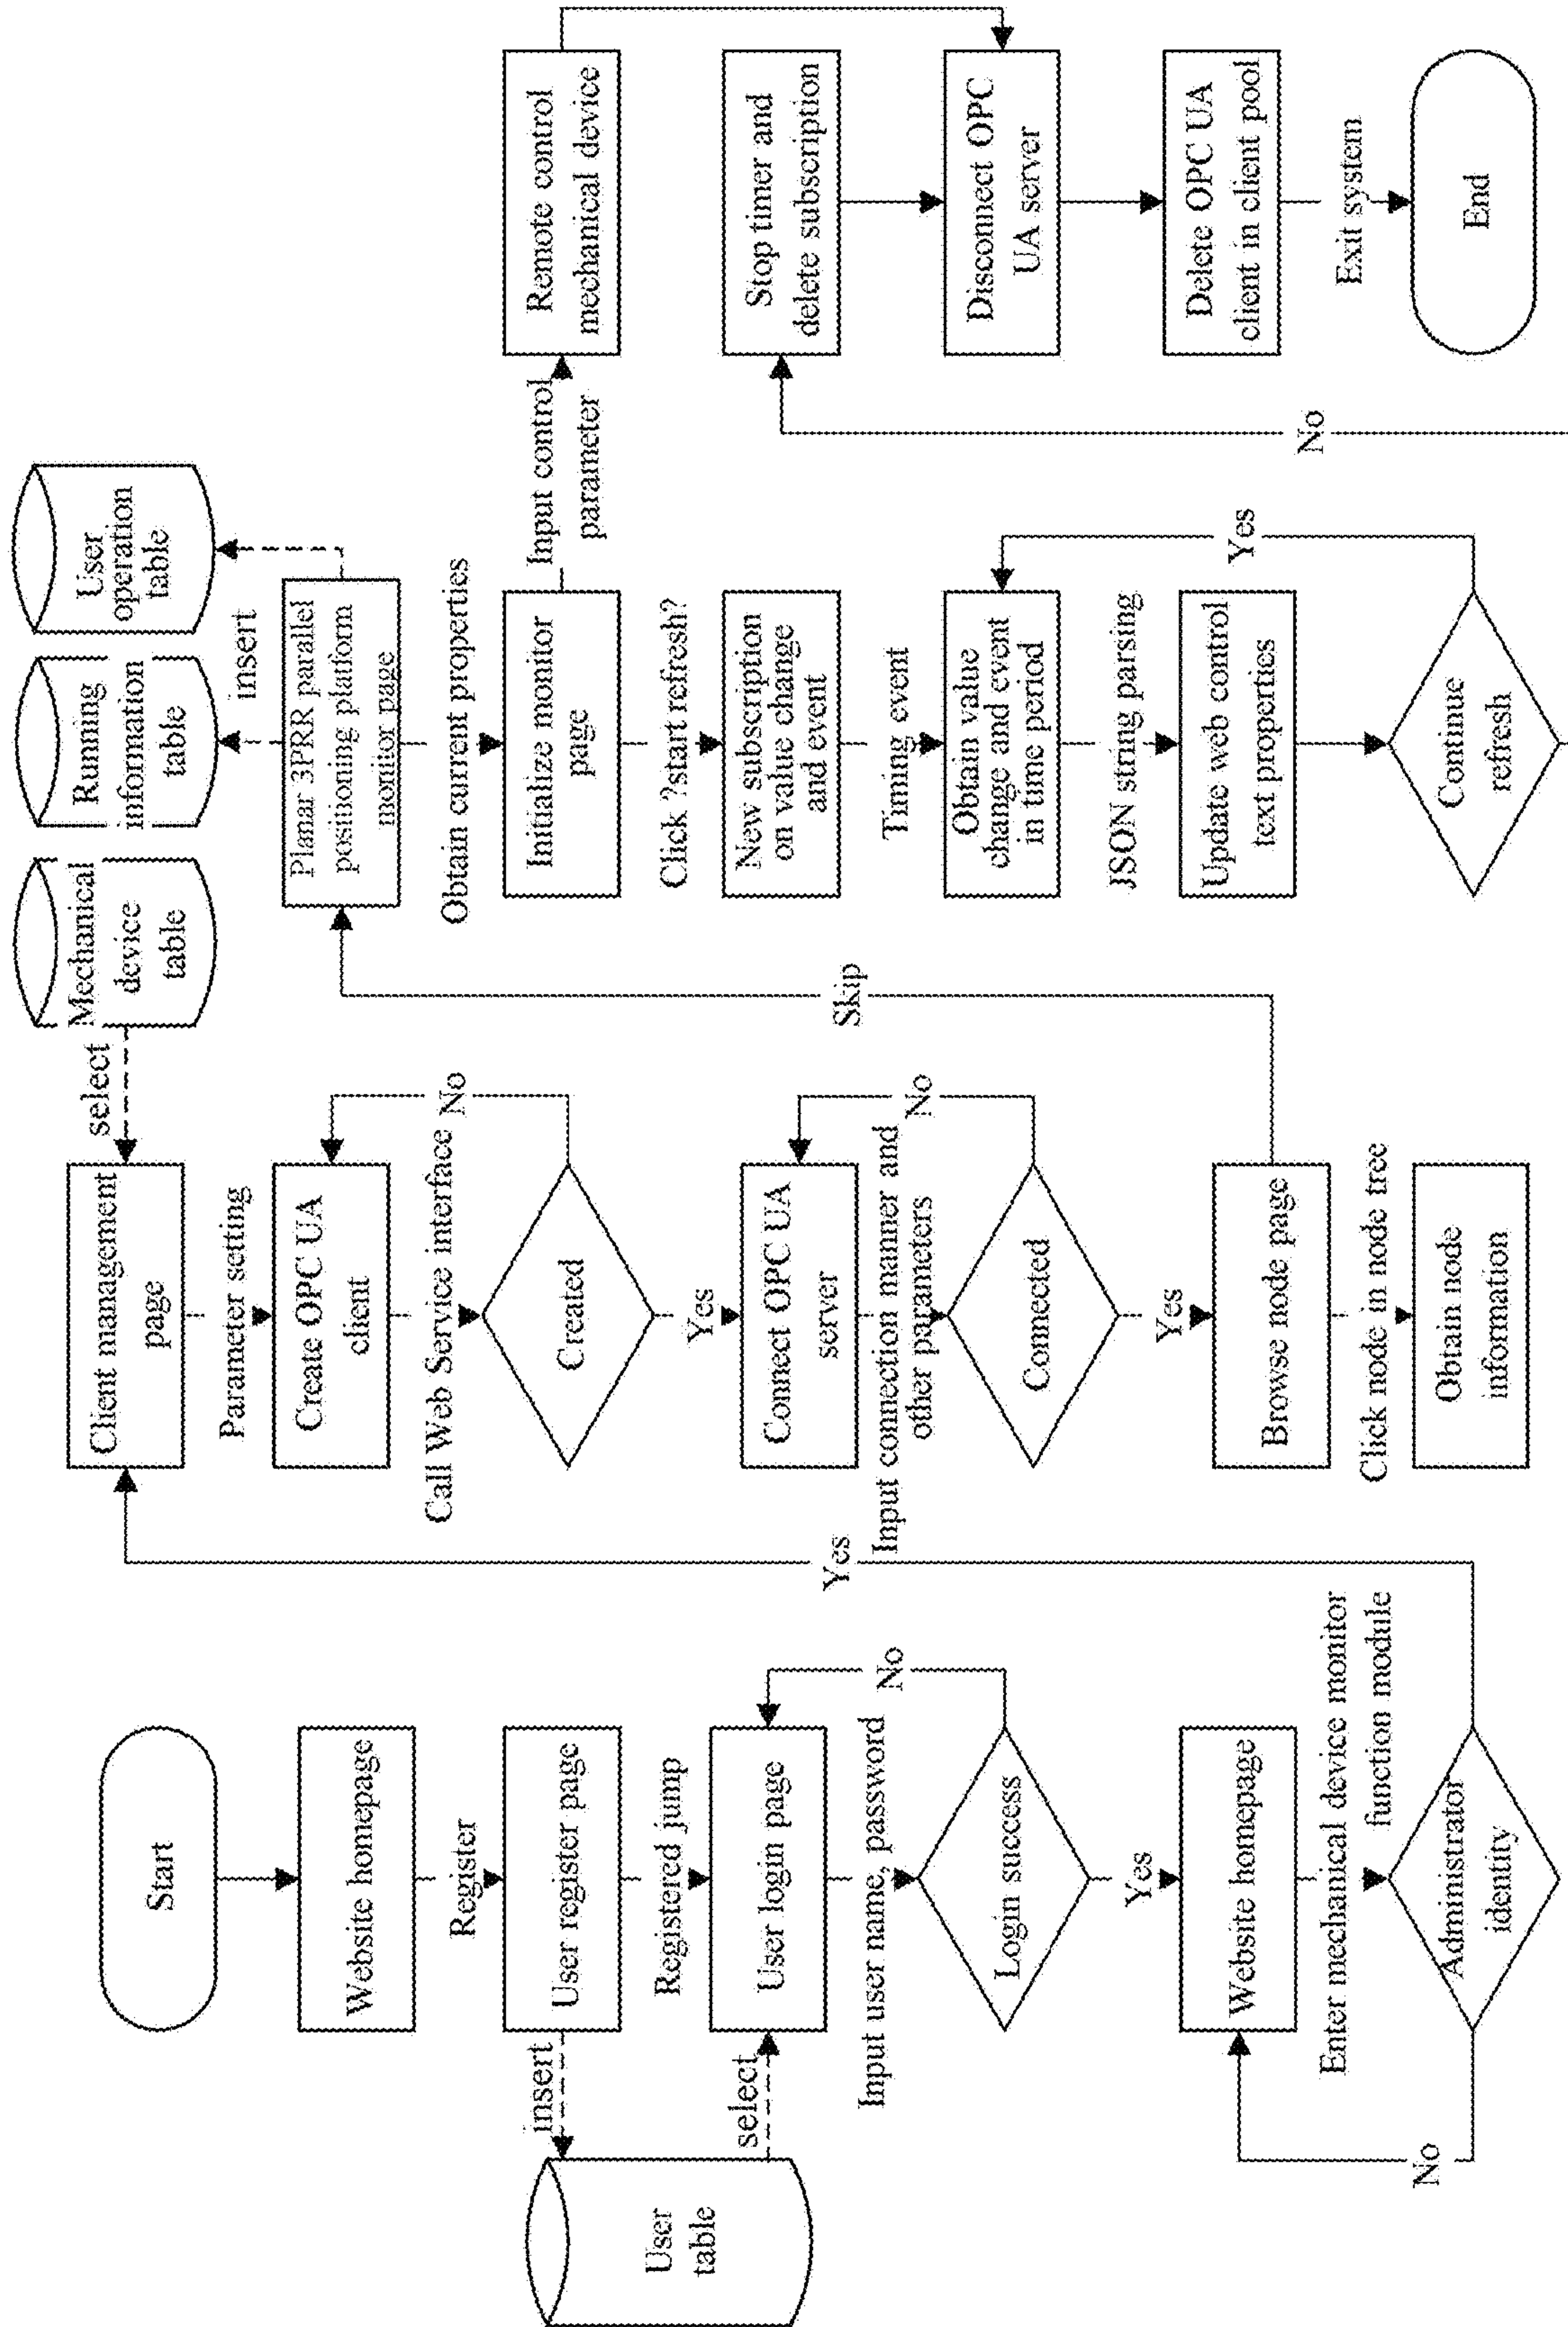 Start
Website homepage
Register
User register page
insert
User
table
Registered jump
select
User login page
Input user name, password
No
Login success
Yes
Website homepage
Enter mechanical device monitor
function module
Administrator
identity
No
Yes
Client management
page
select
Mechanical
device
table
Parameter setting
Create OPC UA
client
Call Web Service interface
No
Created
Yes
Connect OPC UA
server
Input connection manner and
other parameters
No
Connected
Yes
Browse node page
Click node in node tree
Obtain node
information
Skip
Running
information
table
User
operation
table
insert
Planar 3PRR parallel
positioning platform
monitor page
Obtain current properties
Initialize monitor
page
Input control
parameter
Click ?start refresh?
New subscription
on value change
and event
Timing event
Obtain value
change and event
in time period
JSON string parsing
Update web control
text properties
Yes
Continue
refresh
No
Remote control
mechanical device
Stop timer and
delete subscription
Disconnect OPC
UA server
Delete OPC UA
client in client pool
Exit system
End